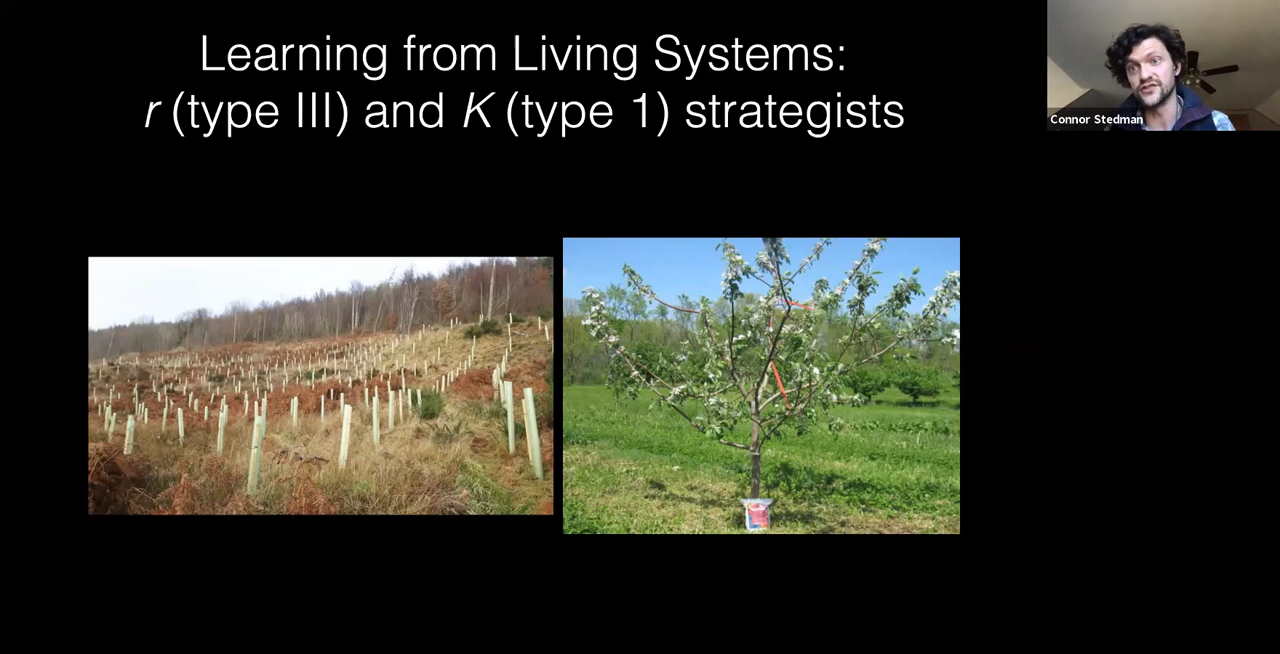 Learning from Living Systems:
r (type III) and K (type 1) strategists
Connor Stedman